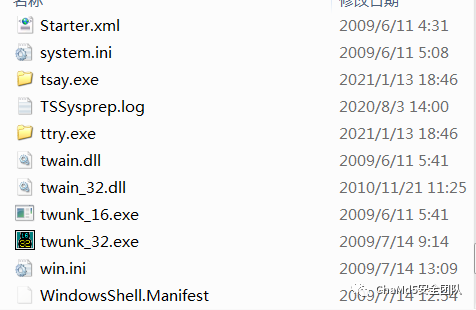 名称 修改日期
Starter.xml 2009/6/11 4:31
system.ini 2009/6/11 5:08
tsay.exe 2021/1/13 18:46
TSSysprep.log 2020/8/3 14:00
ttry.exe 2021/1/13 18:46
twain.dll 2009/6/11 5:41
twain_32.dll 2010/11/21 11:25
twunk_16.exe 2009/6/11 5:41
twunk_32.exe 2009/7/14 9:14
win.ini 2009/7/14 13:09
WindowsShell.Manifest 2009/7/14 12:54
ChaMd5安全团队